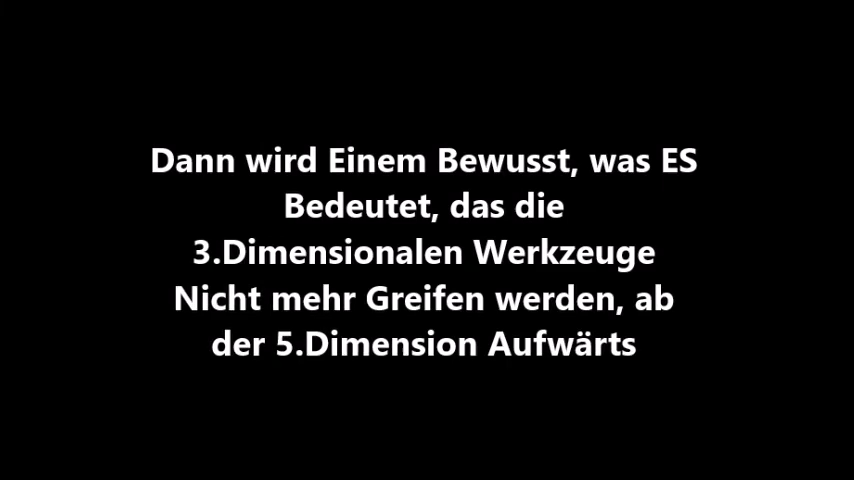 Dann wird Einem Bewusst, was ES
Bedeutet, das die
3.Dimensionalen Werkzeuge
Nicht mehr Greifen werden, ab
der 5.Dimension Aufwärts